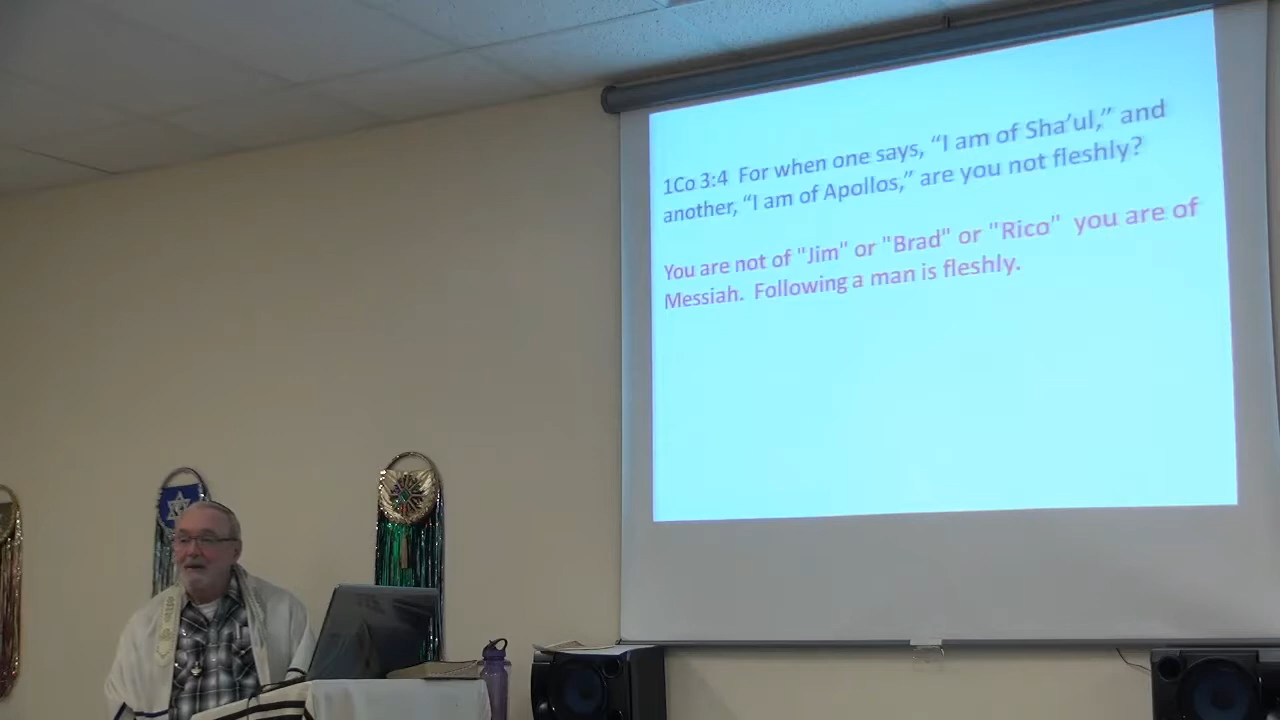 1Co 3:4  For when one says, “I am of Sha’ul,” and
another, “I am of Apollos,” are you not fleshly?
You are not of "Jim" or "Brad" or "Rico"  you are of
Messiah.  Following a man is fleshly.